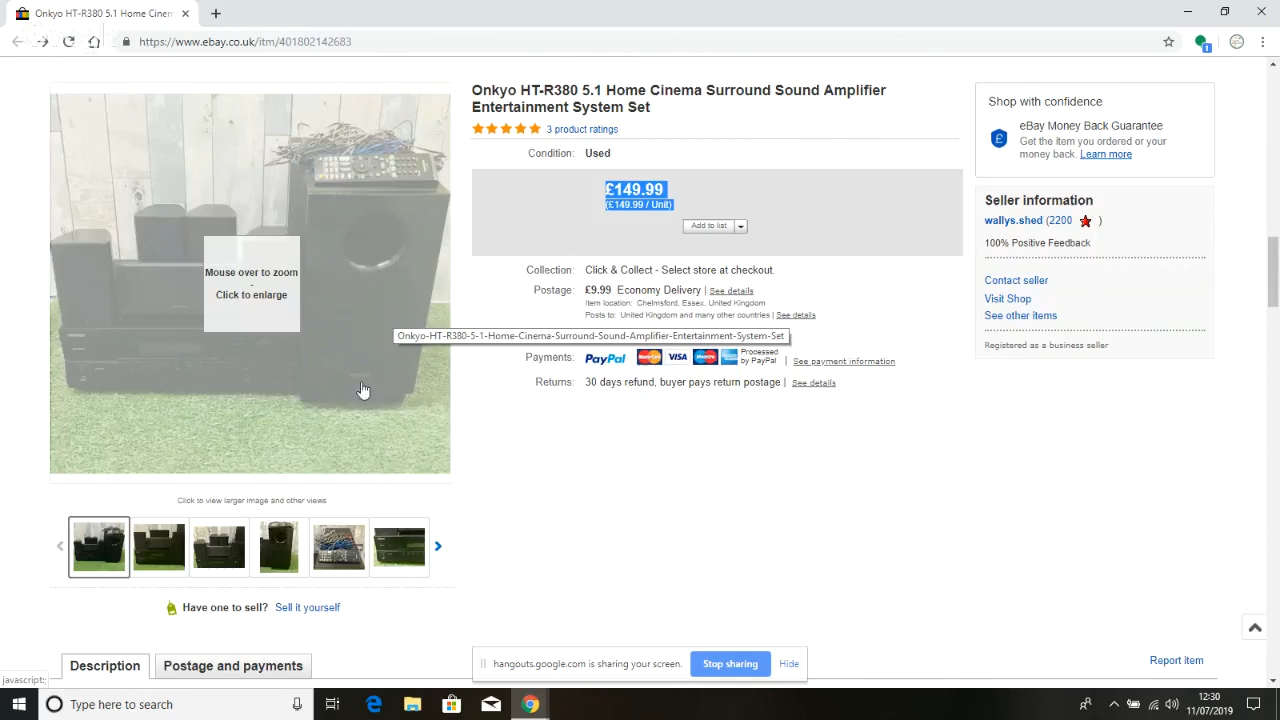 Onkyo HT-R380 5.1 Home Cinem
https://www.ebay.co.uk/itm/401802142683
1
Onkyo HT-R380 5.1 Home Cinema Surround Sound Amplifier
Entertainment System Set
3 product ratings
Condition: Used
£149.99
(£149.99 / Unit)
Add to list
Collection: Click & Collect - Select store at checkout.
Postage: £9.99 Economy Delivery | See details
Item location: Chelmsford, Essex, United Kingdom
Posts to: United Kingdom and many other countries | See details
Onkyo-HT-R380-5-1-Home-Cinema-Surround-Sound-Amplifier-Entertainment-System-Set
Payments: PayPal MasterCard VISA Maestro Processed
by PayPal | See payment information
Returns: 30 days refund, buyer pays return postage | See details
Mouse over to zoom
-
Click to enlarge
Click to view larger image and other views
Have one to sell? Sell it yourself
Shop with confidence
£
eBay Money Back Guarantee
Get the item you ordered or your
money back. Learn more
Seller information
wallys.shed (2200 )
100% Positive Feedback
Contact seller
Visit Shop
See other items
Registered as a business seller
Description
Postage and payments
Report item
hangouts.google.com is sharing your screen. Stop sharing Hide
javascript:;
Type here to search
12:30
11/07/2019